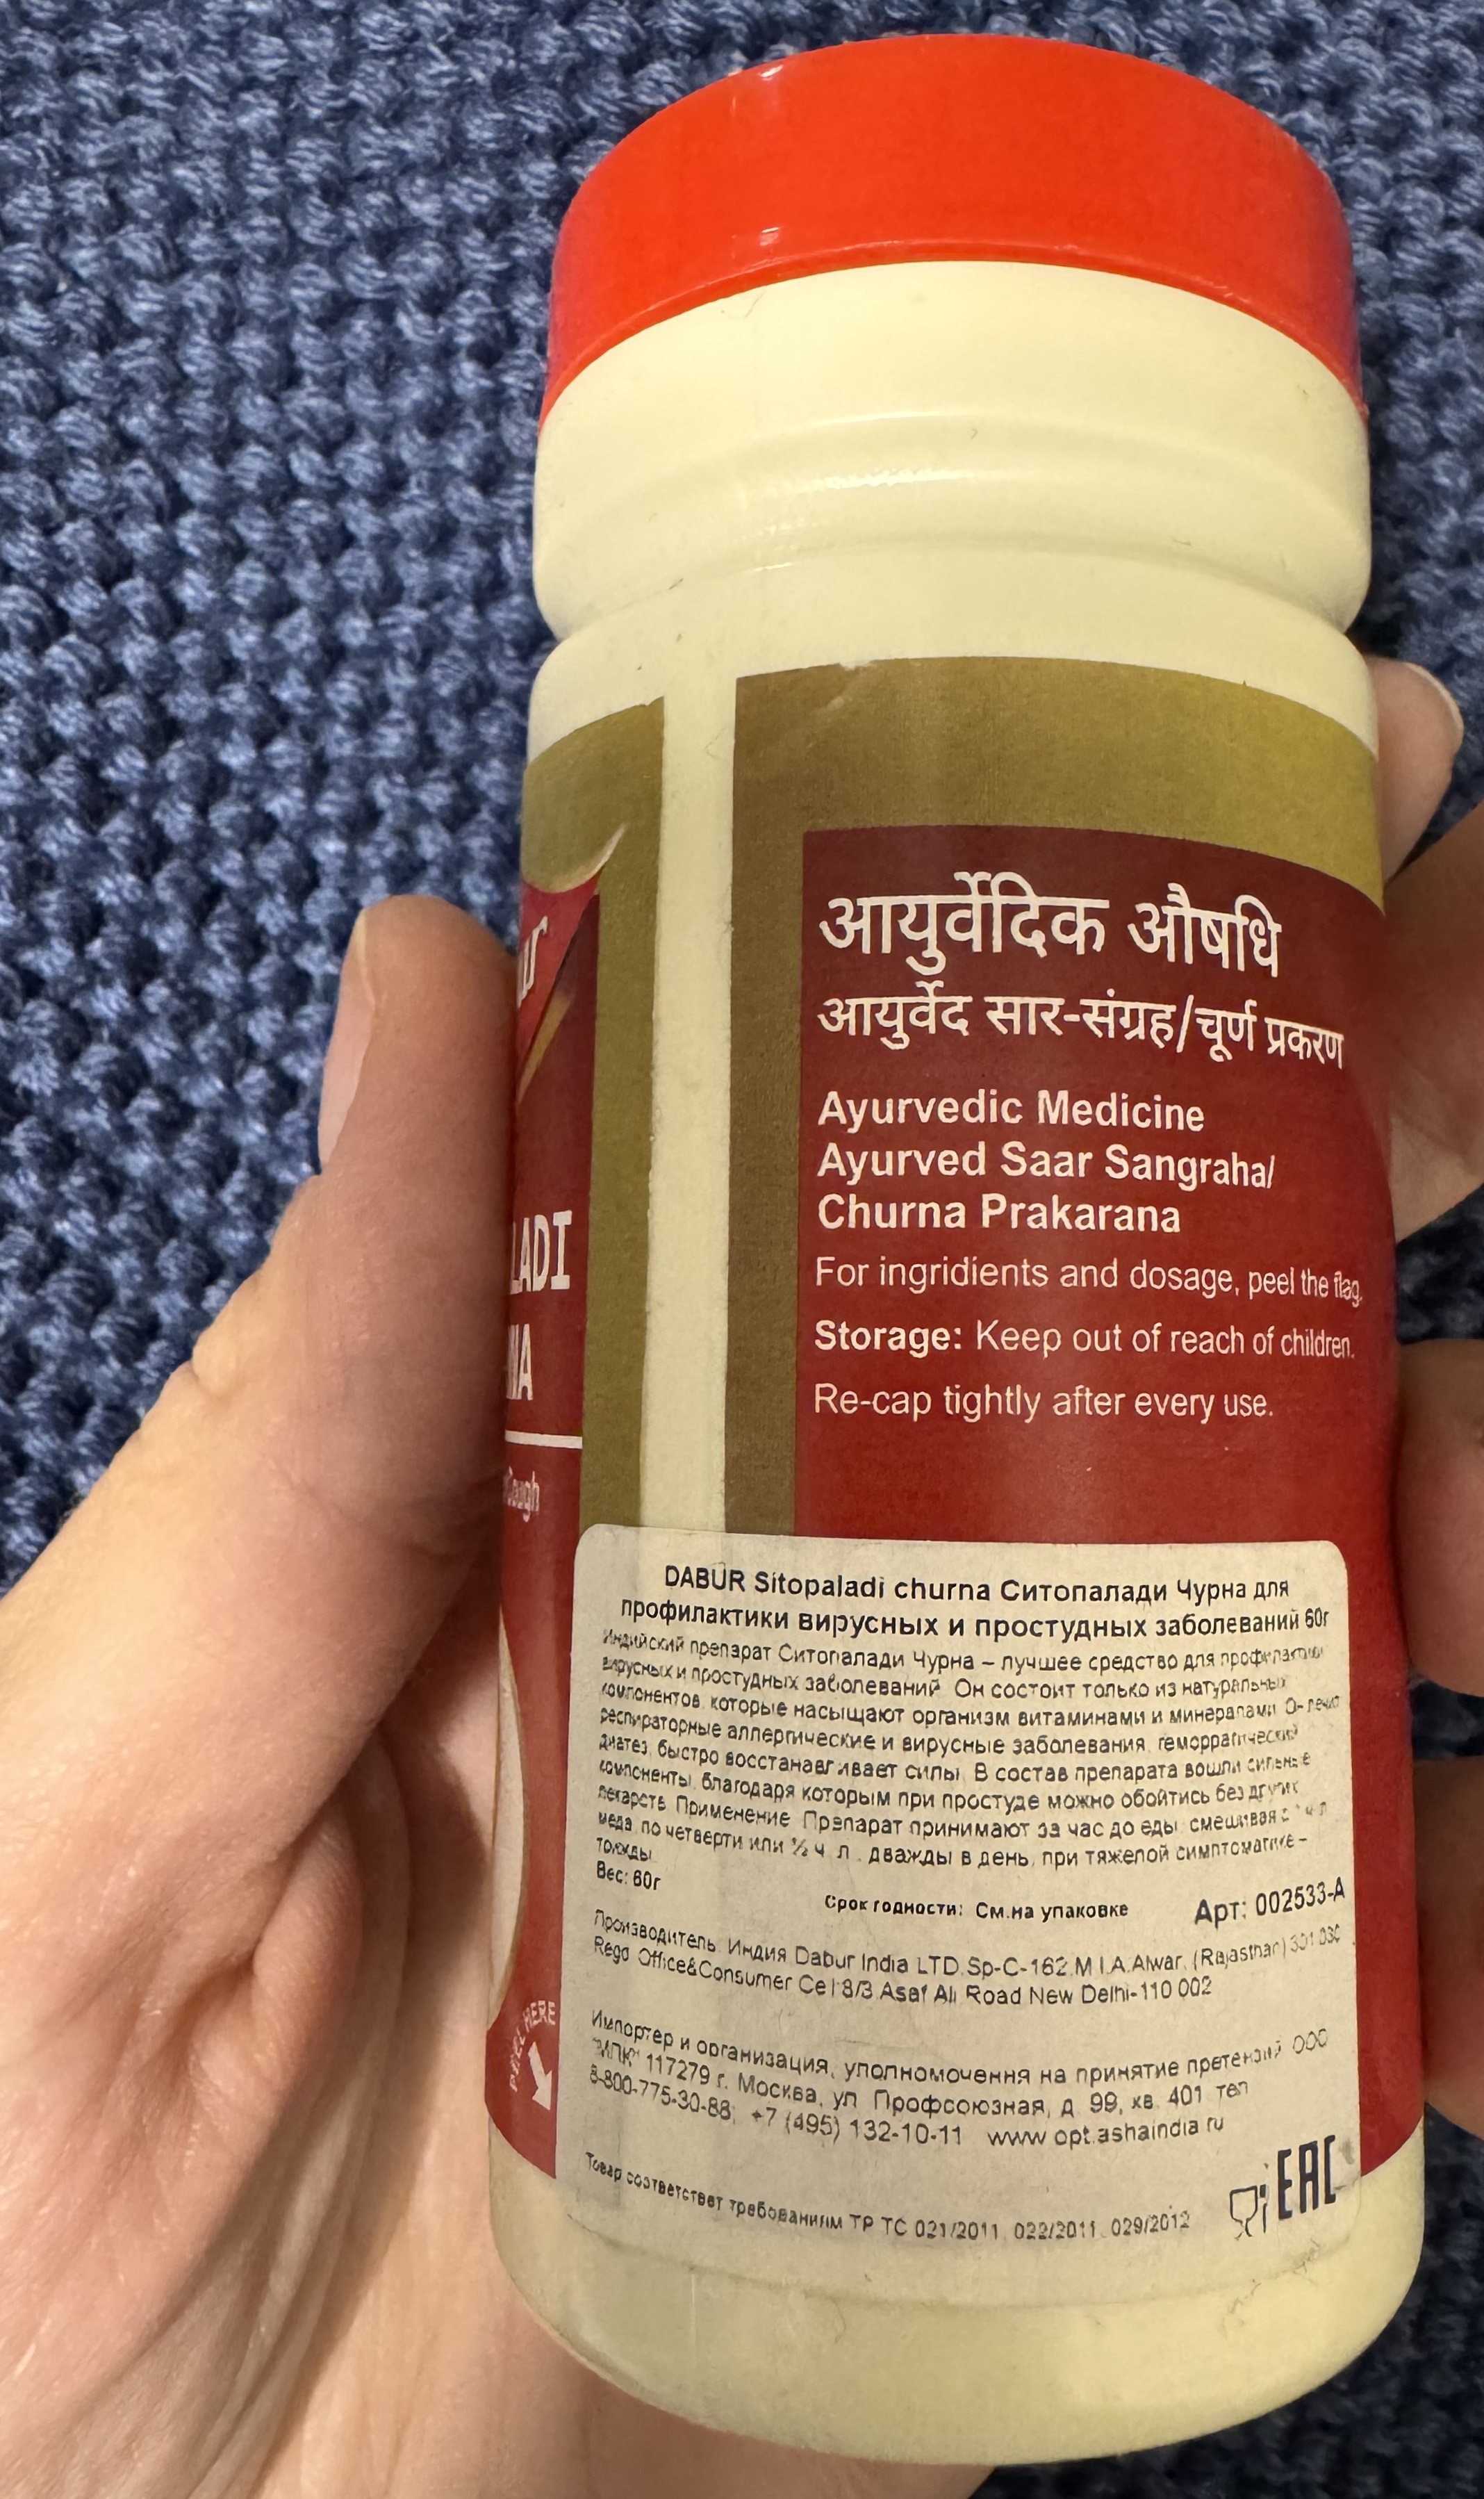 LADI
Cough
PEEL HERE
आयुर्वेदिक औषधि
आयुर्वेद सार-संग्रह/चूर्ण प्रकरण
Ayurvedic Medicine
Ayurved Saar Sangraha/
Churna Prakarana
For ingridients and dosage, peel the flag.
Storage: Keep out of reach of children.
Re-cap tightly after every use.
DABUR Sitopaladi churna Ситопалади Чурна для
профилактики вирусных и простудных заболеваний 60г
Индийский препарат Ситопалади Чурна – лучшее средство для профилактики
вирусных и простудных заболеваний. Он состоит только из натуральных
компонентов, которые насыщают организм витаминами и минералами. Он лечит
респираторные аллергические и вирусные заболевания, геморрагический
диатез, быстро восстанавливает силы. В состав препарата вошли сильные
компоненты, благодаря которым при простуде можно обойтись без других
лекарств. Применение. Препарат принимают за час до еды, смешивая с 1 ч л
меда, по четверти или ½ ч. л., дважды в день, при тяжелой симптоматике –
трижды.
Вес: 60г
Срок годности: См.на упаковке
Арт: 002533-А
Производитель: Индия Dabur India LTD.Sp-C-162.M.I.A.Alwar, (Rajasthan) 301 030
Regd. Office&Consumer Cell 8/3 Asaf Ali Road New Delhi-110 002
Импортер и организация, уполномочення на принятие претензий: ООО
"МПК" 117279 г. Москва, ул. Профсоюзная, д. 99, кв. 401 тел
8-800-775-30-88; +7 (495) 132-10-11 www.opt.ashaindia.ru
Товар соответствет требованиям ТР ТС 021/2011, 022/2011, 029/2012
EAC